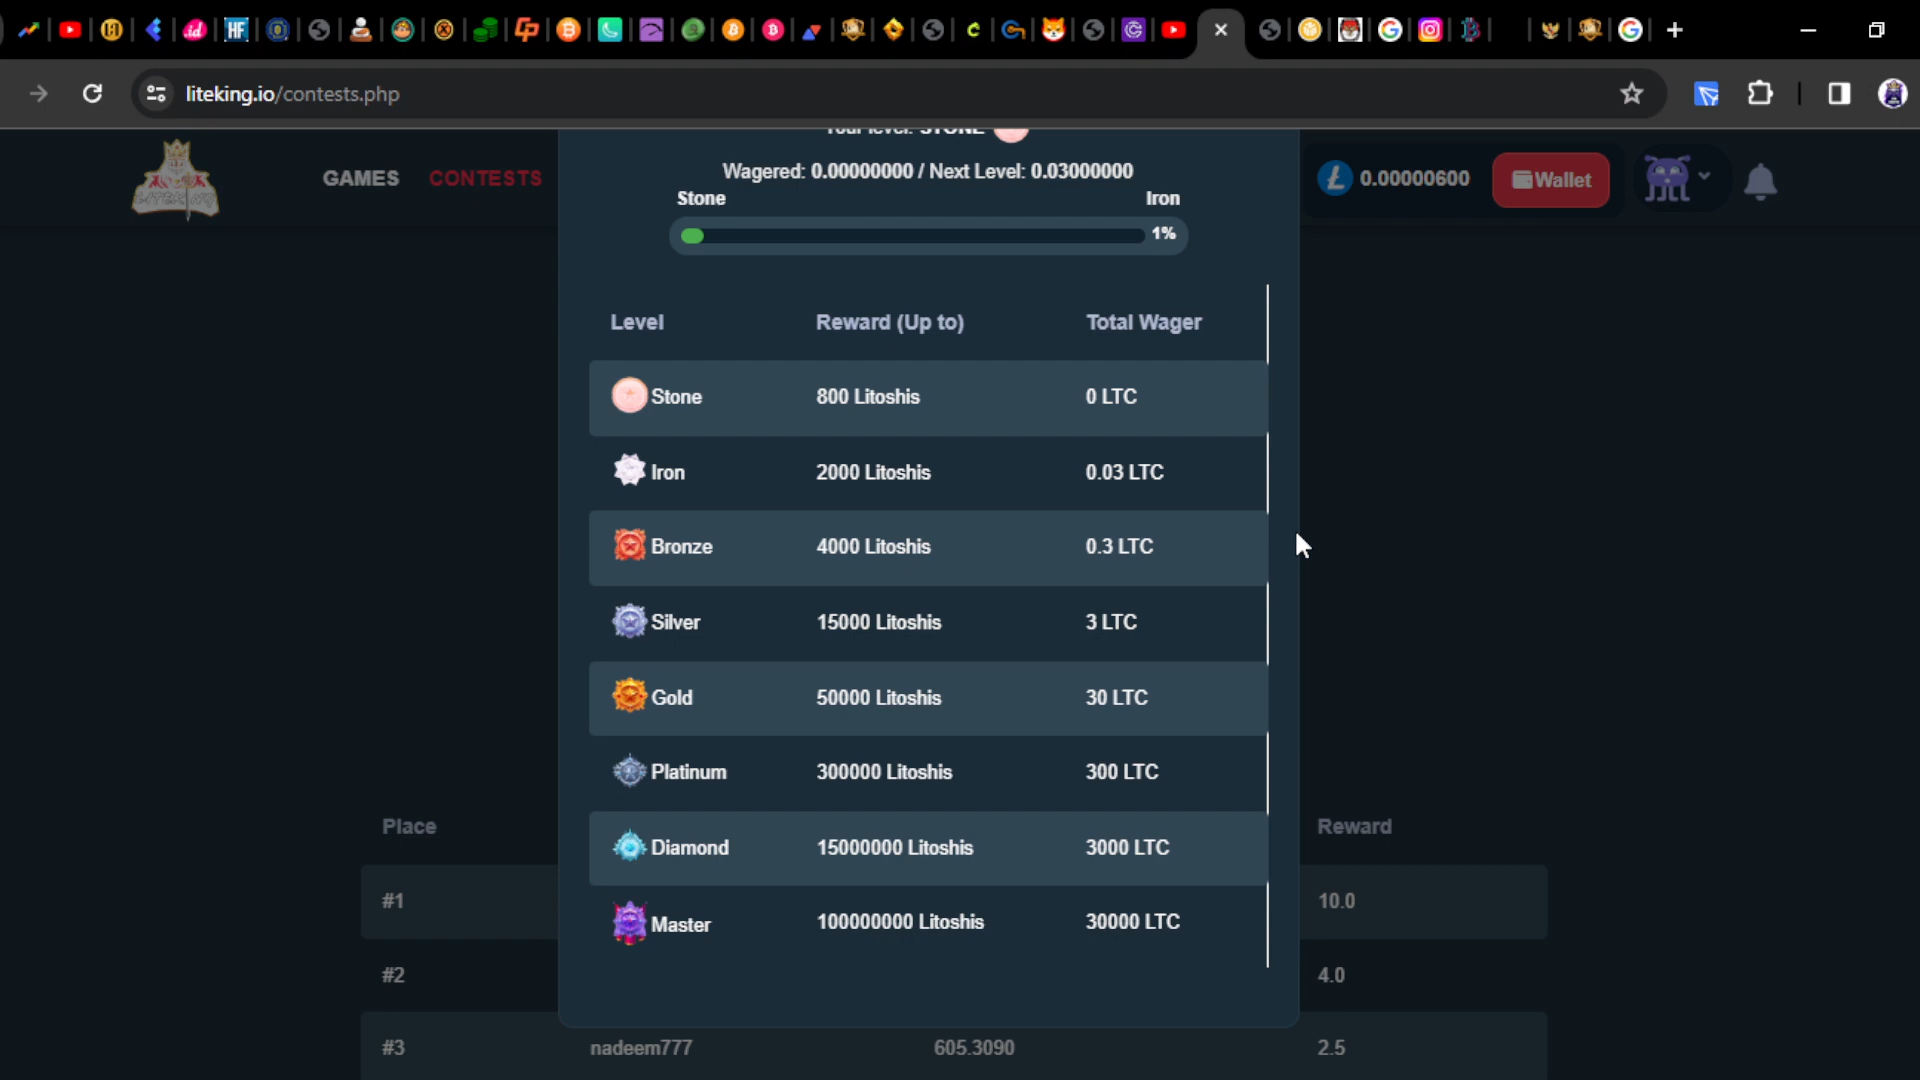 liteking.io/contests.php
Your level: STONE
GAMES
CONTESTS
Wagered: 0.00000000 / Next Level: 0.03000000
0.00000600
Wallet
Stone
Iron
1%
Level
Reward (Up to)
Total Wager
Stone
800 Litoshis
0 LTC
Iron
2000 Litoshis
0.03 LTC
Bronze
4000 Litoshis
0.3 LTC
Silver
15000 Litoshis
3 LTC
Gold
50000 Litoshis
30 LTC
Platinum
300000 Litoshis
300 LTC
Diamond
15000000 Litoshis
3000 LTC
Master
100000000 Litoshis
30000 LTC
Place
Reward
#1
10.0
#2
4.0
#3
nadeem777
605.3090
2.5